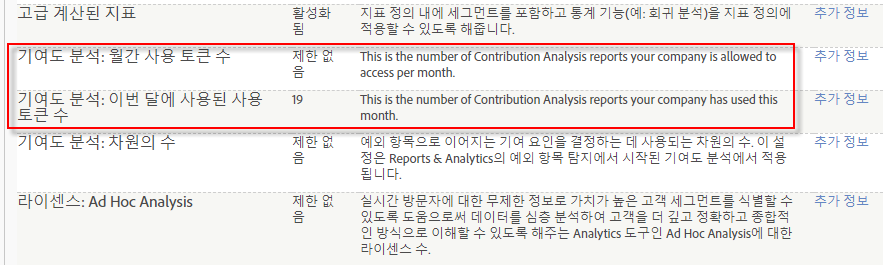 고급 계산된 지표 활성화 지표 정의 내에 세그먼트를 포함하고 통계 기능(예: 회귀 분석)을 지표 정의에 추가 정보
됨 적용할 수 있도록 해줍니다.
기여도 분석: 월간 사용 토큰 수 제한 없 This is the number of Contribution Analysis reports your company is allowed to 추가 정보
음 access per month.
기여도 분석: 이번 달에 사용된 사용 19 This is the number of Contribution Analysis reports your company has used this 추가 정보
토큰 수 month.
기여도 분석: 차원의 수 제한 없 예외 항목으로 이어지는 기여 요인을 결정하는 데 사용되는 차원의 수. 이 설 추가 정보
음 정은 Reports & Analytics의 예외 항목 탐지에서 시작된 기여도 분석에서 적용
됩니다.
라이센스: Ad Hoc Analysis 제한 없 실시간 방문자에 대한 무제한 정보로 가치가 높은 고객 세그먼트를 식별할 수 추가 정보
음 있도록 도움으로써 데이터를 심층 분석하여 고객을 더 깊고 정확하고 종합적
인 방식으로 이해할 수 있도록 해주는 Analytics 도구인 Ad Hoc Analysis에 대한
라이센스 수.